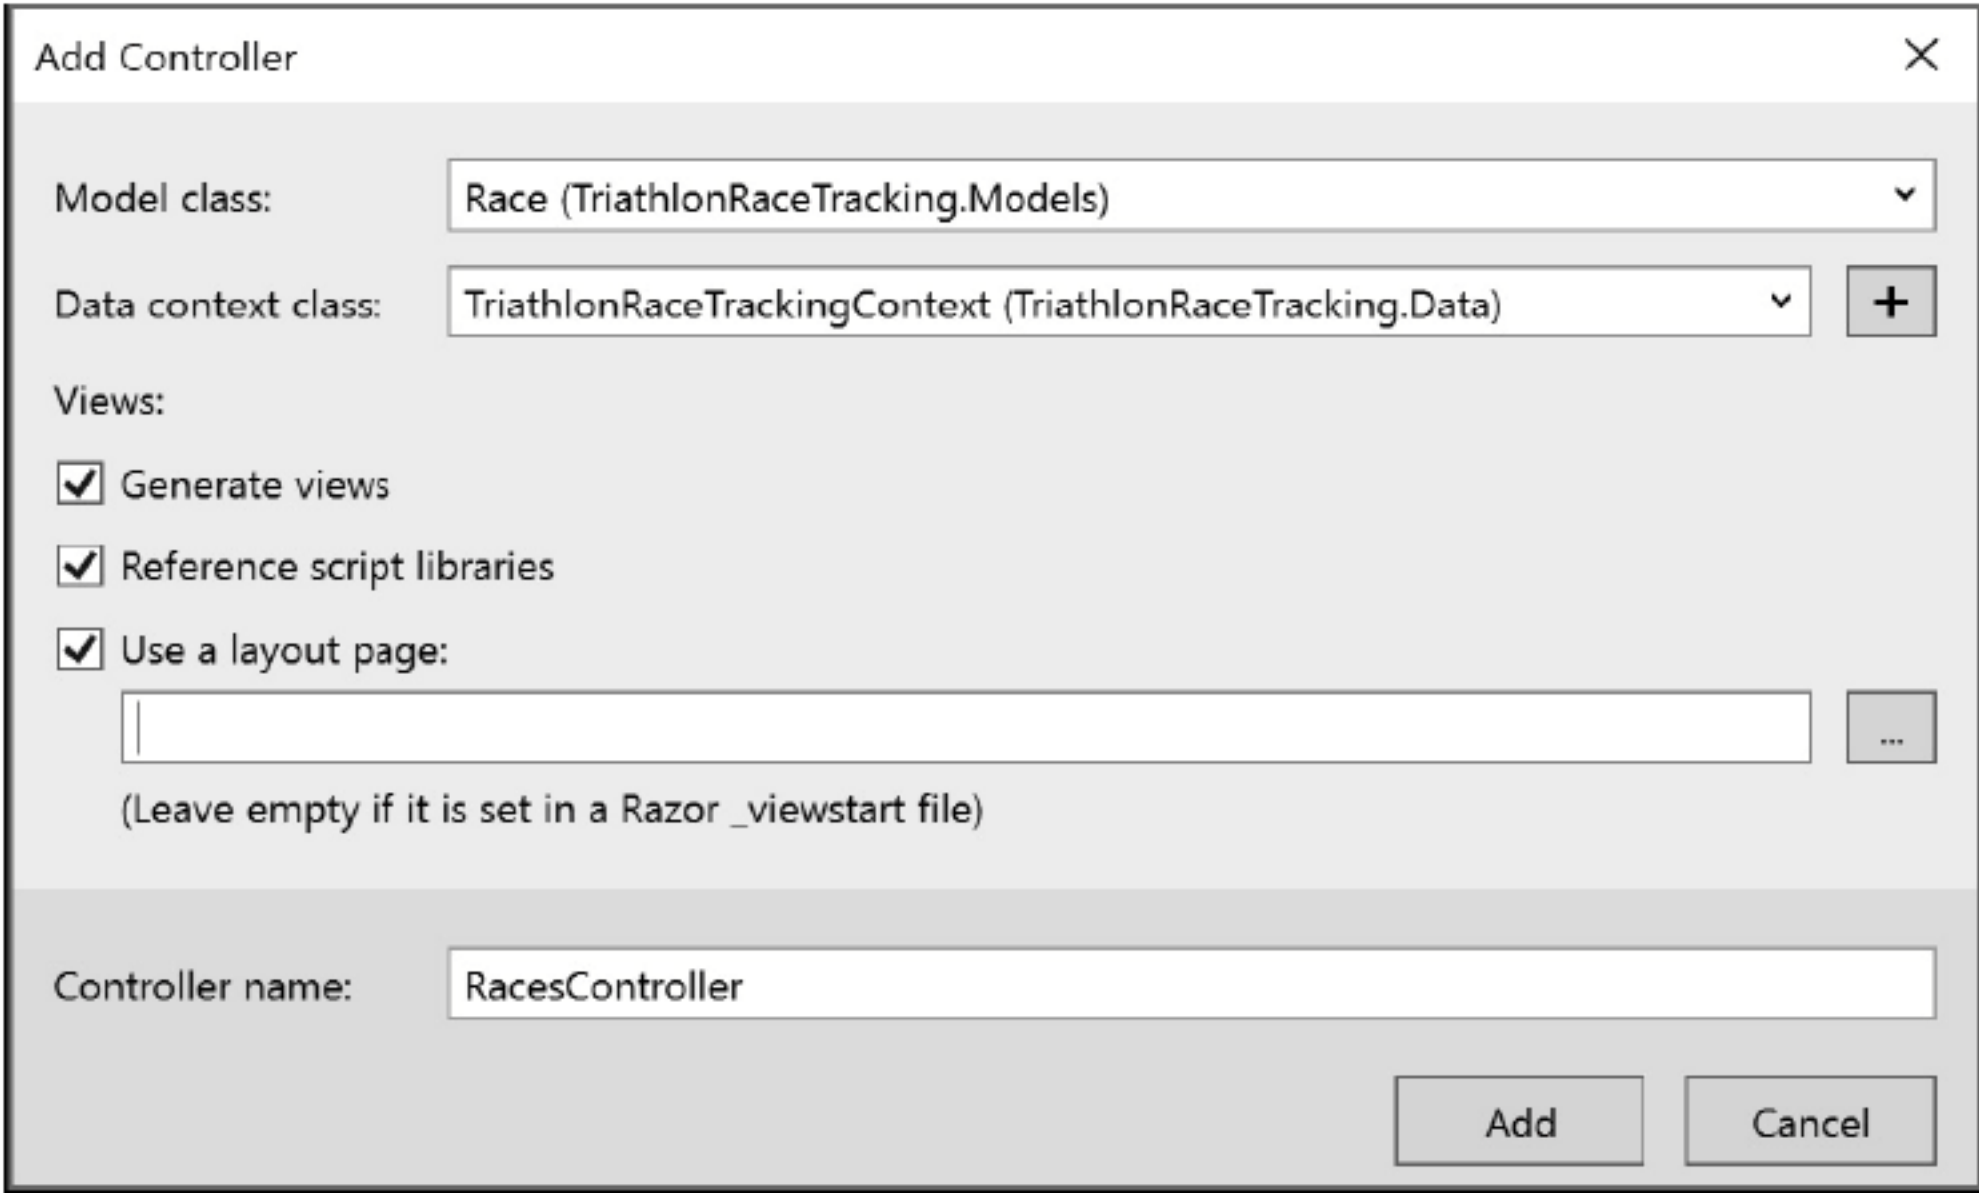 Add Controller
Model class: Race (TriathlonRaceTracking.Models)
Data context class: TriathlonRaceTrackingContext (TriathlonRaceTracking.Data) +
Views:
Generate views
Reference script libraries
Use a layout page:
...
(Leave empty if it is set in a Razor _viewstart file)
Controller name: RacesController
Add Cancel